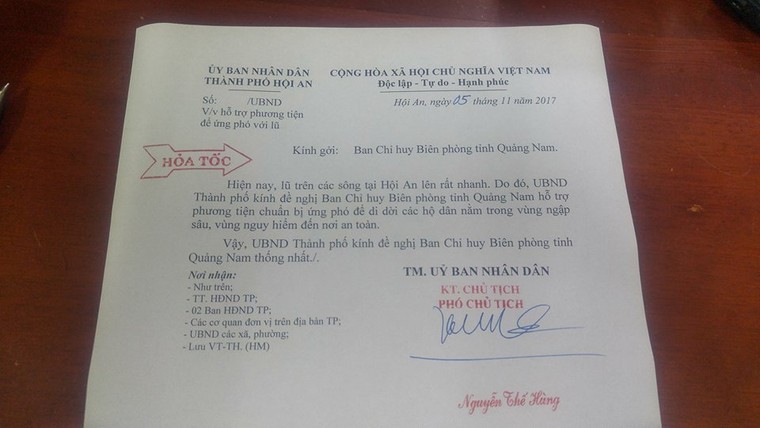 ỦY BAN NHÂN DÂN
THÀNH PHỐ HỘI AN
CỘNG HÒA XÃ HỘI CHỦ NGHĨA VIỆT NAM
Độc lập - Tự do - Hạnh phúc
Số: /UBND
V/v hỗ trợ phương tiện
để ứng phó với lũ
Hội An, ngày 05 tháng 11 năm 2017
HỎA TỐC
Kính gởi: Ban Chỉ huy Biên phòng tỉnh Quảng Nam.
Hiện nay, lũ trên các sông tại Hội An lên rất nhanh. Do đó, UBND
Thành phố kính đề nghị Ban Chỉ huy Biên phòng tỉnh Quảng Nam hỗ trợ
phương tiện chuẩn bị ứng phó để di dời các hộ dân nằm trong vùng ngập
sâu, vùng nguy hiểm đến nơi an toàn.
Vậy, UBND Thành phố kính đề nghị Ban Chỉ huy Biên phòng tỉnh
Quảng Nam thống nhất./.
Nơi nhận:
- Như trên;
- TT. HĐND TP;
- 02 Ban HĐND TP;
- Các cơ quan đơn vị trên địa bàn TP;
- UBND các xã, phường;
- Lưu VT-TH. (HM)
TM. UỶ BAN NHÂN DÂN
KT. CHỦ TỊCH
PHÓ CHỦ TỊCH
Nguyễn Thế Hùng